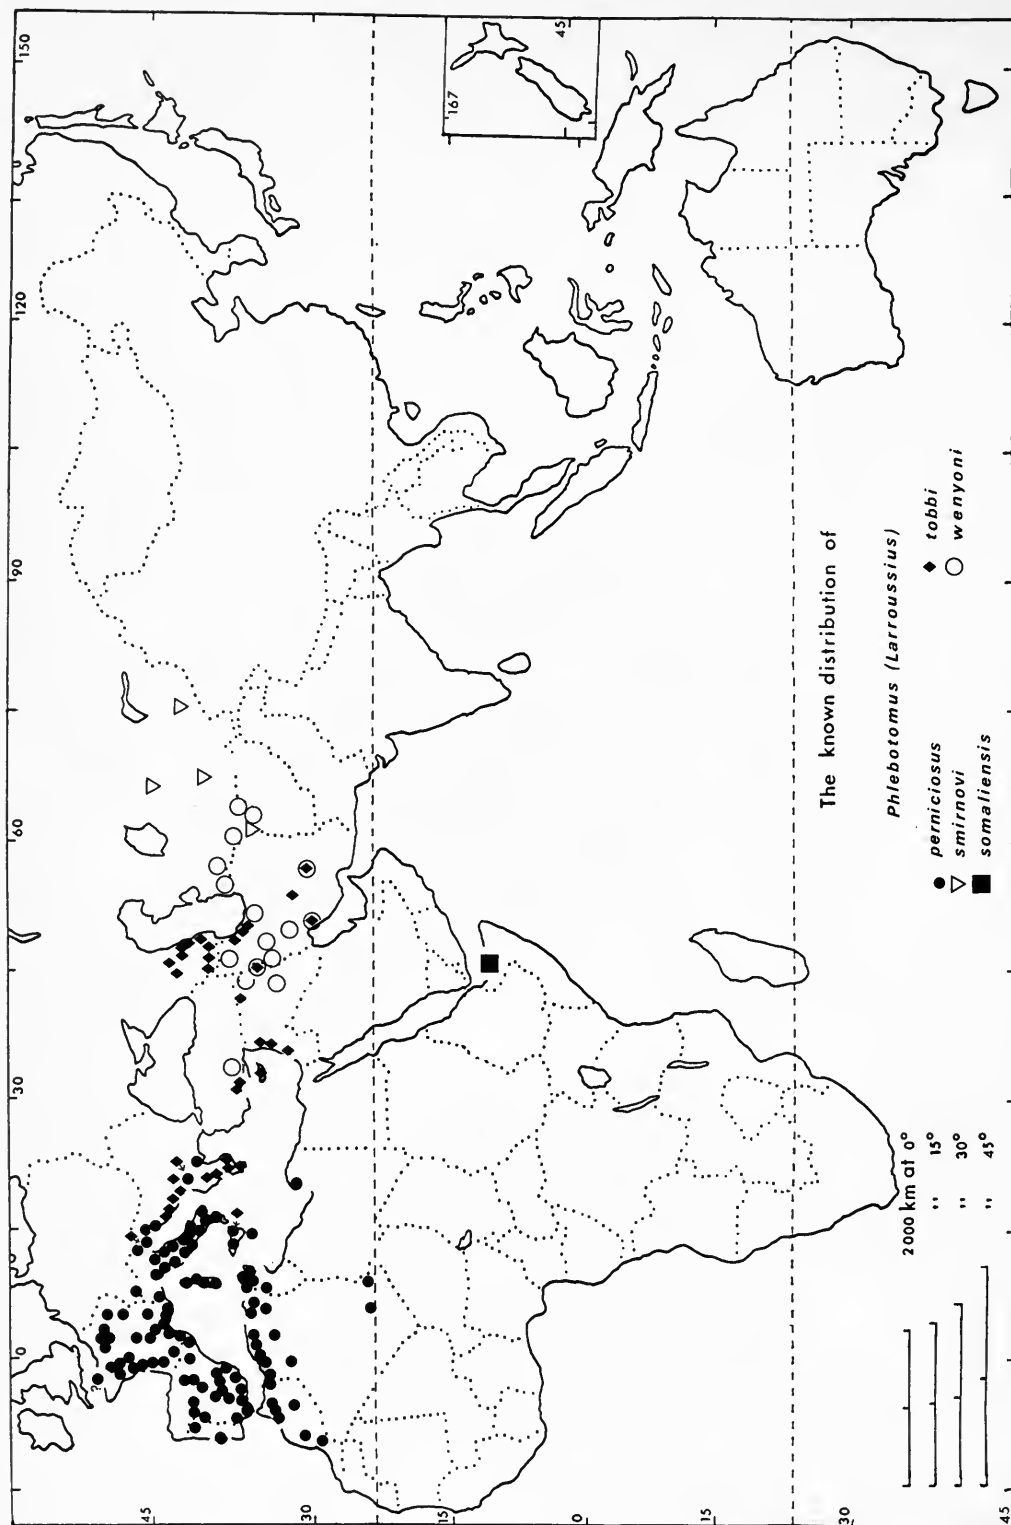 The known distribution of
Phlebotomus (Larroussius)
perniciosus
smirnovi
somaliensis
tobbi
wenyoni
2000 km at 0°
,, 15°
,, 30°
,, 45°
0
30
60
90
120
150
45
15
0
15
30
45
167
45
?